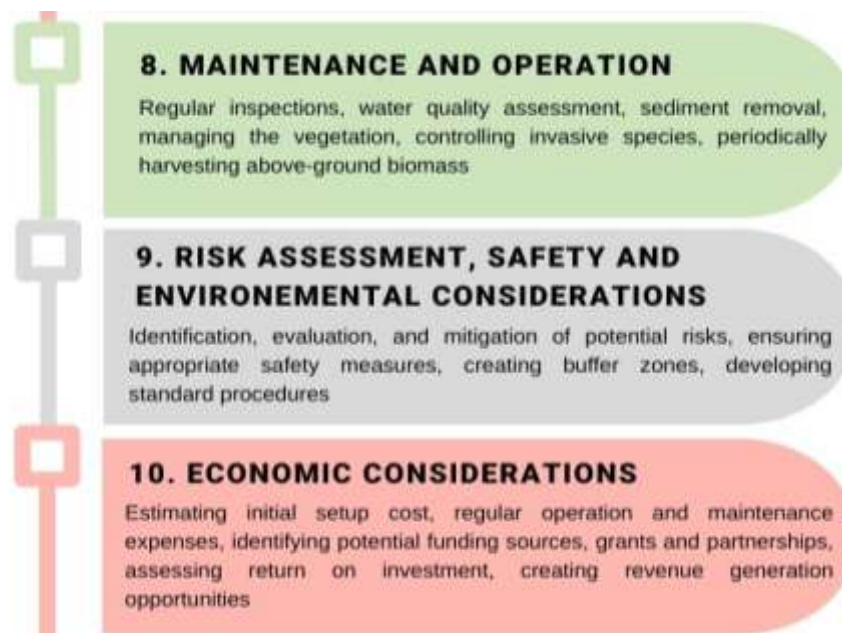 8. MAINTENANCE AND OPERATION
Regular inspections, water quality assessment, sediment removal,
managing the vegetation, controlling invasive species, periodically
harvesting above-ground biomass
9. RISK ASSESSMENT, SAFETY AND
ENVIRONEMENTAL CONSIDERATIONS
Identification, evaluation, and mitigation of potential risks, ensuring
appropriate safety measures, creating buffer zones, developing
standard procedures
10. ECONOMIC CONSIDERATIONS
Estimating initial setup cost, regular operation and maintenance
expenses, identifying potential funding sources, grants and partnerships,
assessing return on investment, creating revenue generation
opportunities